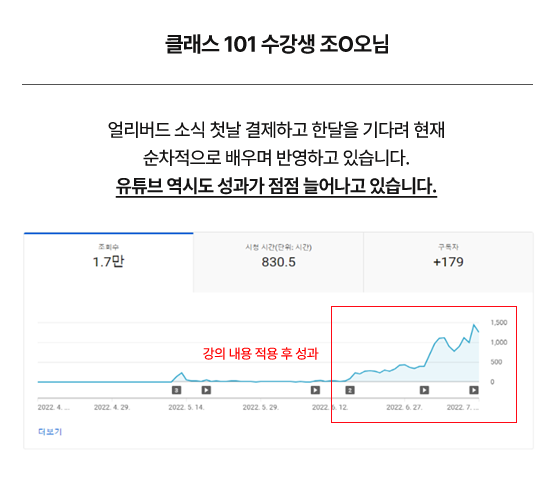 클래스 101 수강생 조O오님
얼리버드 소식 첫날 결제하고 한달을 기다려 현재
순차적으로 배우며 반영하고 있습니다.
유튜브 역시도 성과가 점점 늘어나고 있습니다.
조회수
1.7만
시청 시간(단위: 시간)
830.5
구독자
+179
강의 내용 적용 후 성과
1,500
1,000
500
0
3
2
2022. 4. ...
2022. 4. 29.
2022. 5. 14.
2022. 5. 29.
2022. 6. 12.
2022. 6. 27.
2022. 7. ...
더보기